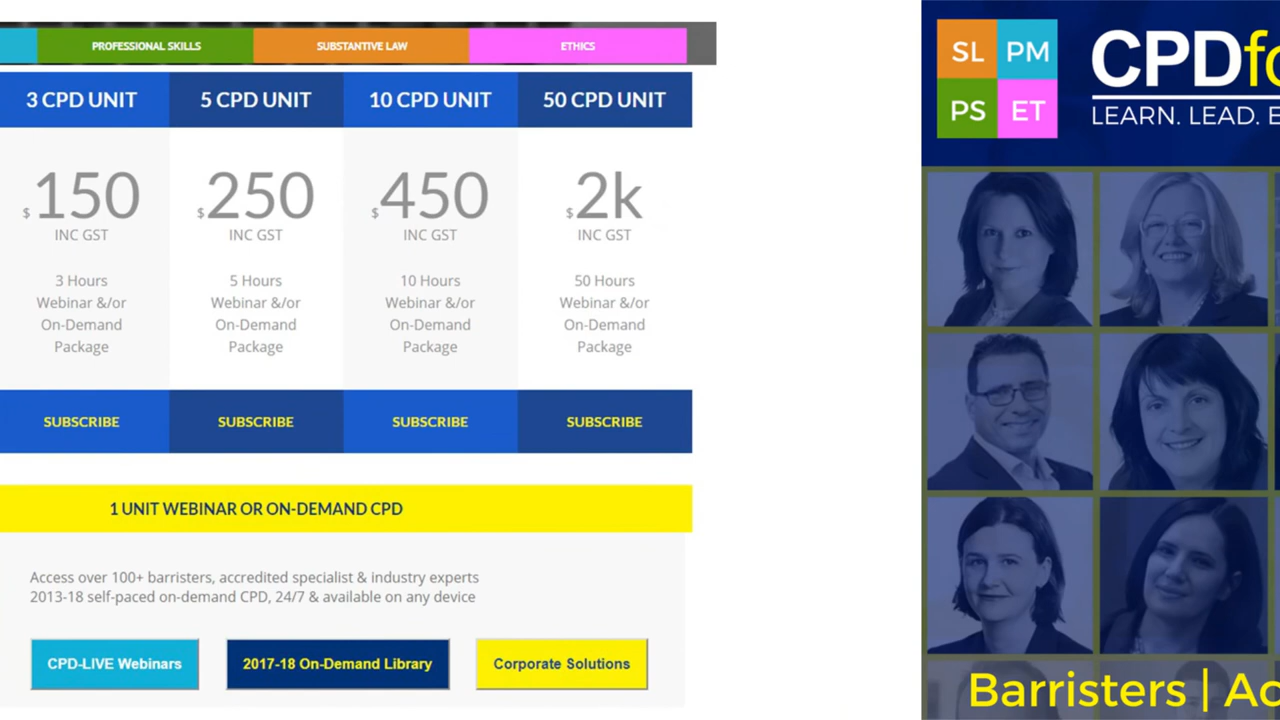 PROFESSIONAL SKILLS SUBSTANTIVE LAW ETHICS
3 CPD UNIT 5 CPD UNIT 10 CPD UNIT 50 CPD UNIT
$150 $250 $450 $2k
INC GST INC GST INC GST INC GST
3 Hours 5 Hours 10 Hours 50 Hours
Webinar &/or Webinar &/or Webinar &/or Webinar &/or
On-Demand On-Demand On-Demand On-Demand
Package Package Package Package
SUBSCRIBE SUBSCRIBE SUBSCRIBE SUBSCRIBE
1 UNIT WEBINAR OR ON-DEMAND CPD
Access over 100+ barristers, accredited specialist & industry experts
2013-18 self-paced on-demand CPD, 24/7 & available on any device
CPD-LIVE Webinars 2017-18 On-Demand Library Corporate Solutions
SL PM
PS ET
CPDfo
LEARN. LEAD. E
Barristers | Ac